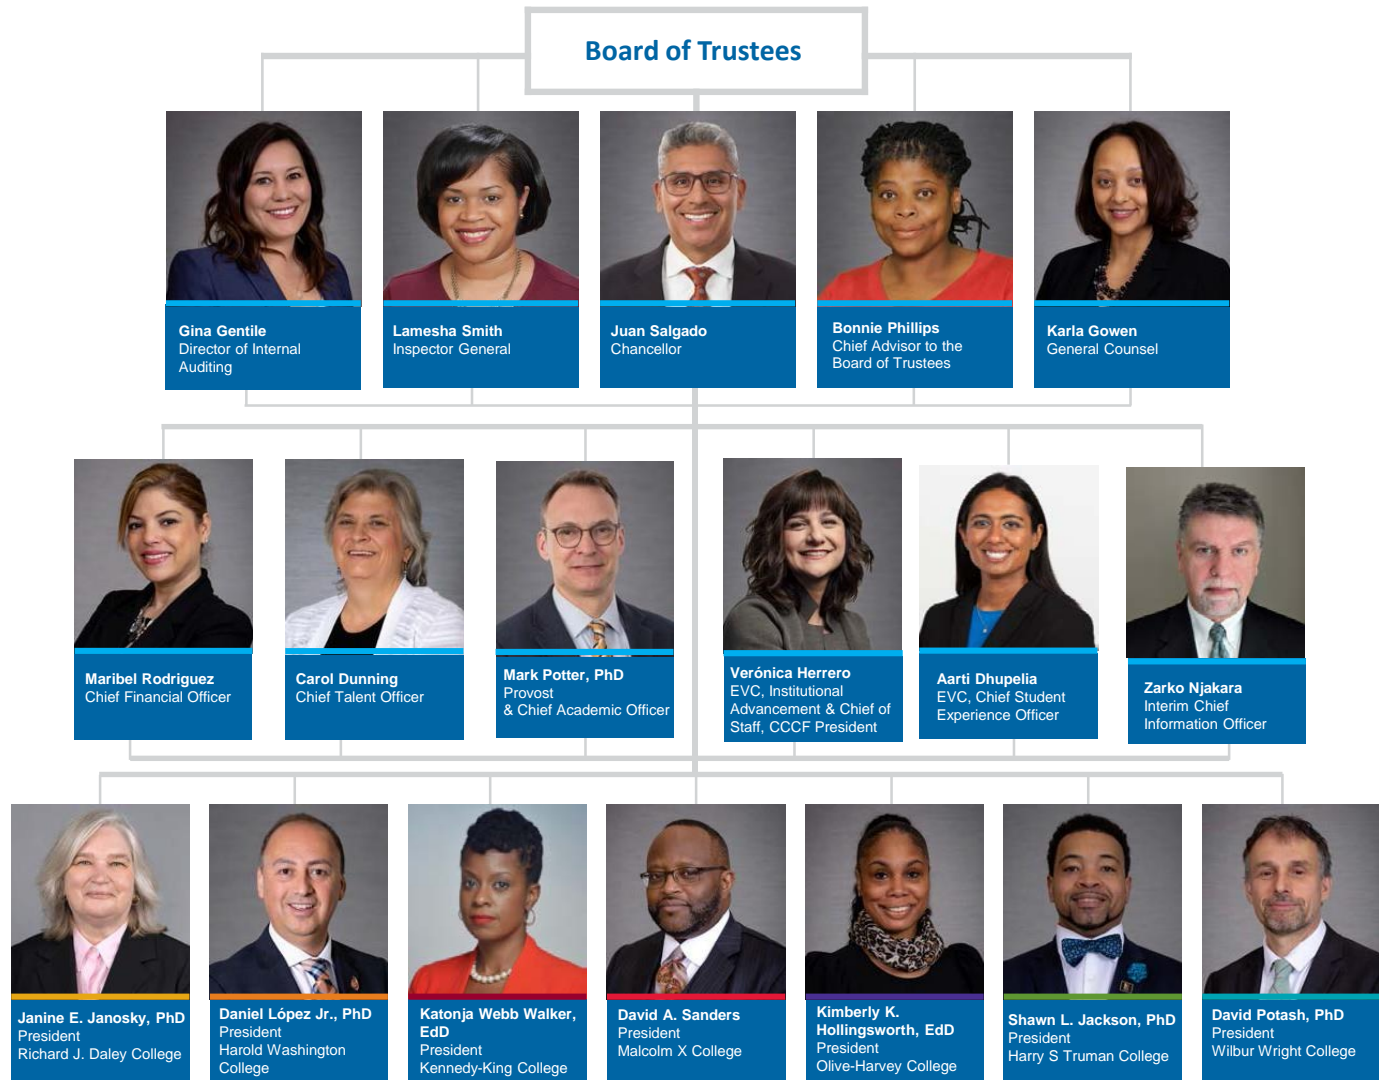 Board of Trustees
Gina Gentile
Director of Internal
Auditing
Lamesha Smith
Inspector General
Juan Salgado
Chancellor
Bonnie Phillips
Chief Advisor to the
Board of Trustees
Karla Gowen
General Counsel
Maribel Rodriguez
Chief Financial Officer
Carol Dunning
Chief Talent Officer
Mark Potter, PhD
Provost
& Chief Academic Officer
Verónica Herrero
EVC, Institutional
Advancement & Chief of
Staff, CCCF President
Aarti Dhupelia
EVC, Chief Student
Experience Officer
Zarko Njakara
Interim Chief
Information Officer
Janine E. Janosky, PhD
President
Richard J. Daley College
Daniel López Jr., PhD
President
Harold Washington
College
Katonja Webb Walker,
EdD
President
Kennedy-King College
David A. Sanders
President
Malcolm X College
Kimberly K.
Hollingsworth, EdD
President
Olive-Harvey College
Shawn L. Jackson, PhD
President
Harry S Truman College
David Potash, PhD
President
Wilbur Wright College